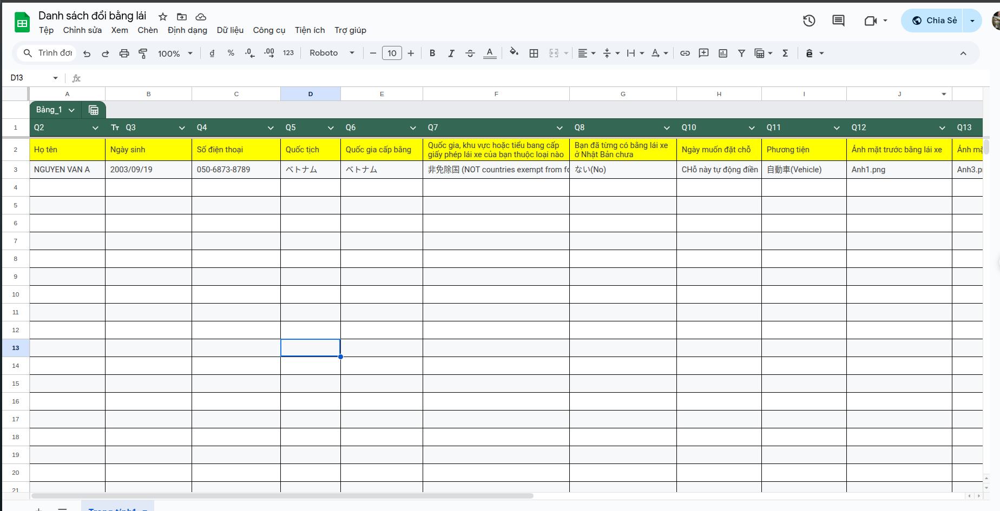 Danh sách đổi bằng lái
Tệp Chỉnh sửa Xem Chèn Định dạng Dữ liệu Công cụ Tiện ích Trợ giúp
Chia Sẻ
Trình đơn 100% đ % .0 .00 123 Roboto 10 B I A A Σ ê
D13 fx
A B C D E F G H I J
Bảng_1
1 Q2 Tт Q3 Q4 Q5 Q6 Q7 Q8 Q10 Q11 Q12 Q13
2 Họ tên Ngày sinh Số điện thoại Quốc tịch Quốc gia cấp bằng Quốc gia, khu vực hoặc tiểu bang cấp
giấy phép lái xe của bạn thuộc loại nào Bạn đã từng có bằng lái xe
ở Nhật Bản chưa Ngày muốn đặt chỗ Phương tiện Ảnh mặt trước bằng lái xe Ảnh
3 NGUYEN VAN A 2003/09/19 050-6873-8789 ベトナム ベトナム 非免除国 (NOT countries exempt from ない(No) CHỗ này tự động điền 自動車(Vehicle) Anh1.png Anh3.p
4
5
6
7
8
9
10
11
12
13
14
15
16
17
18
19
20
21
Trang tính1